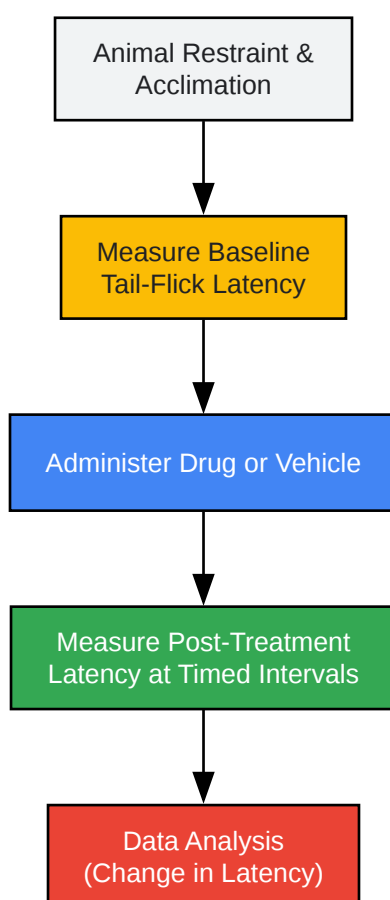 Animal Restraint &
Acclimation
Measure Baseline
Tail-Flick Latency
Administer Drug or Vehicle
Measure Post-Treatment
Latency at Timed Intervals
Data Analysis
(Change in Latency)